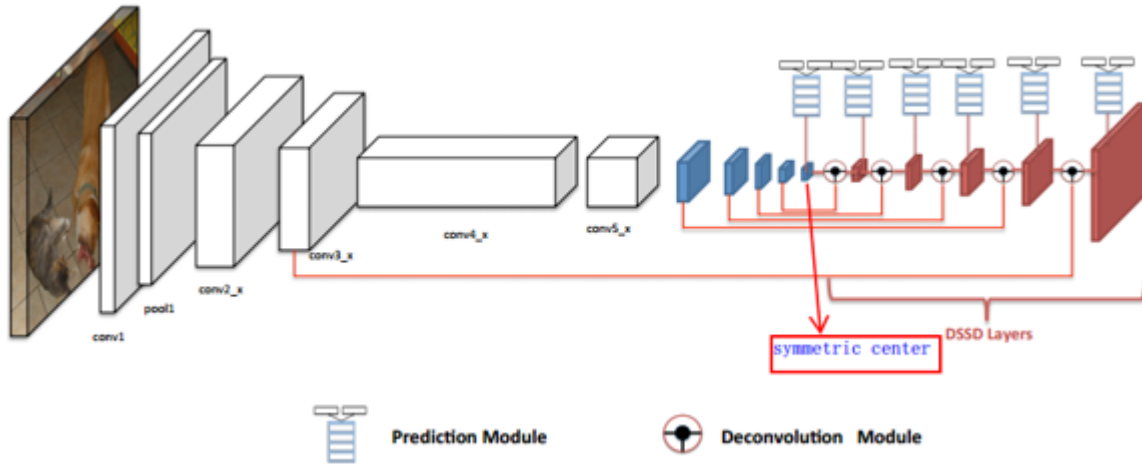 conv1
pool1
conv2_x
conv3_x
conv4_x
conv5_x
DSSD Layers
symmetric center
Prediction Module
Deconvolution Module